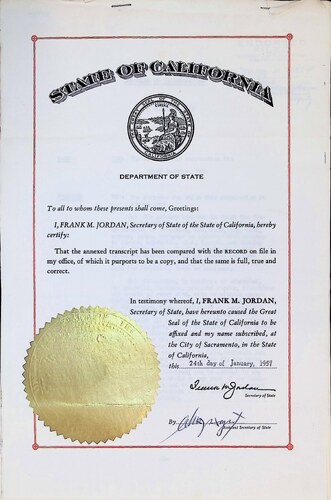 STATE OF CALIFORNIA
EUREKA
CALIFORNIA
DEPARTMENT OF STATE
To all to whom these presents shall come, Greetings:
I, FRANK M. JORDAN, Secretary of State of the State of California, hereby
certify:
That the annexed transcript has been compared with the RECORD on file in
my office, of which it purports to be a copy, and that the same is full, true and
correct.
In testimony whereof, I, FRANK M. JORDAN,
Secretary of State, have hereunto caused the Great
Seal of the State of California to be
affixed and my name subscribed, at
the City of Sacramento, in the State
of California,
this 24th day of January, 1957
Frank M. Jordan
Secretary of State
By
Assistant Secretary of State